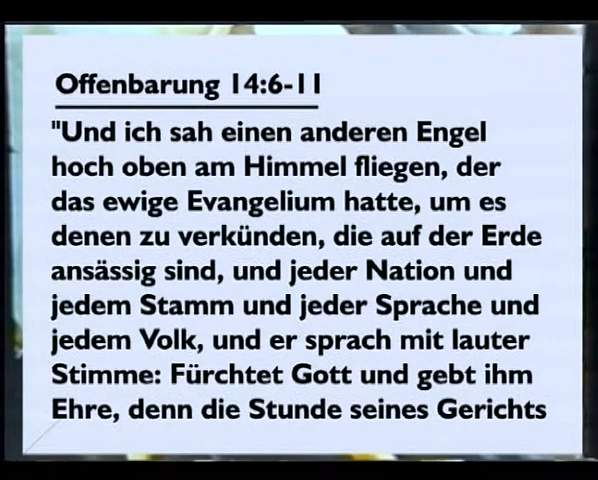 Offenbarung 14:6-11
"Und ich sah einen anderen Engel
hoch oben am Himmel fliegen, der
das ewige Evangelium hatte, um es
denen zu verkünden, die auf der Erde
ansässig sind, und jeder Nation und
jedem Stamm und jeder Sprache und
jedem Volk, und er sprach mit lauter
Stimme: Fürchtet Gott und gebt ihm
Ehre, denn die Stunde seines Gerichts